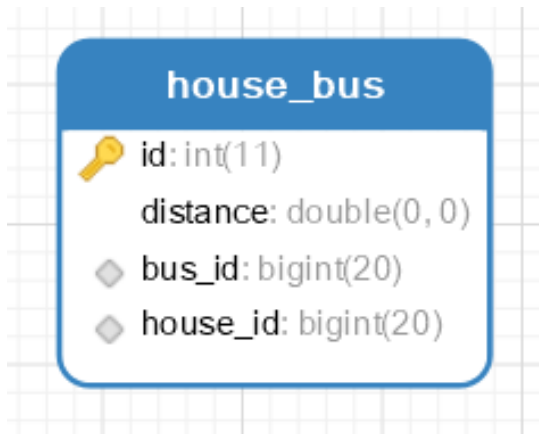 house_bus
id: int(11)
distance: double(0, 0)
bus_id: bigint(20)
house_id: bigint(20)